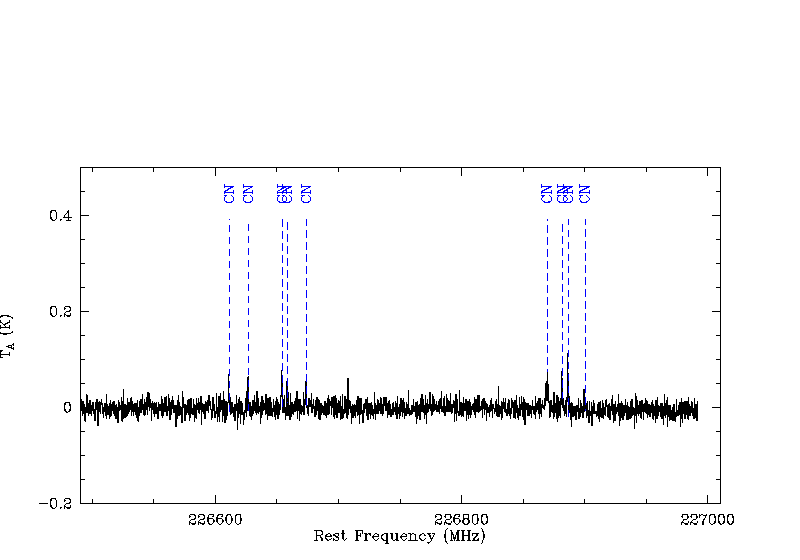 CN CN CN CN CN CN CN CN CN
0.4
0.2
T_A (K)
0
-0.2
226600 226800 227000
Rest Frequency (MHz)